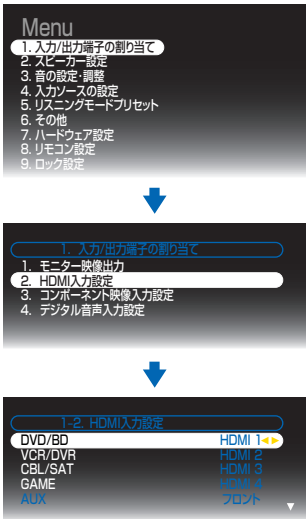 Menu
1. 入力/出力端子の割り当て
2. スピーカー設定
3. 音の設定・調整
4. 入力ソースの設定
5. リスニングモードプリセット
6. その他
7. ハードウェア設定
8. リモコン設定
9. ロック設定
1. 入力/出力端子の割り当て
1. モニター映像出力
2. HDMI入力設定
3. コンポーネント映像入力設定
4. デジタル音声入力設定
1-2. HDMI入力設定
DVD/BD HDMI 1
VCR/DVR HDMI 2
CBL/SAT HDMI 3
GAME HDMI 4
AUX フロント